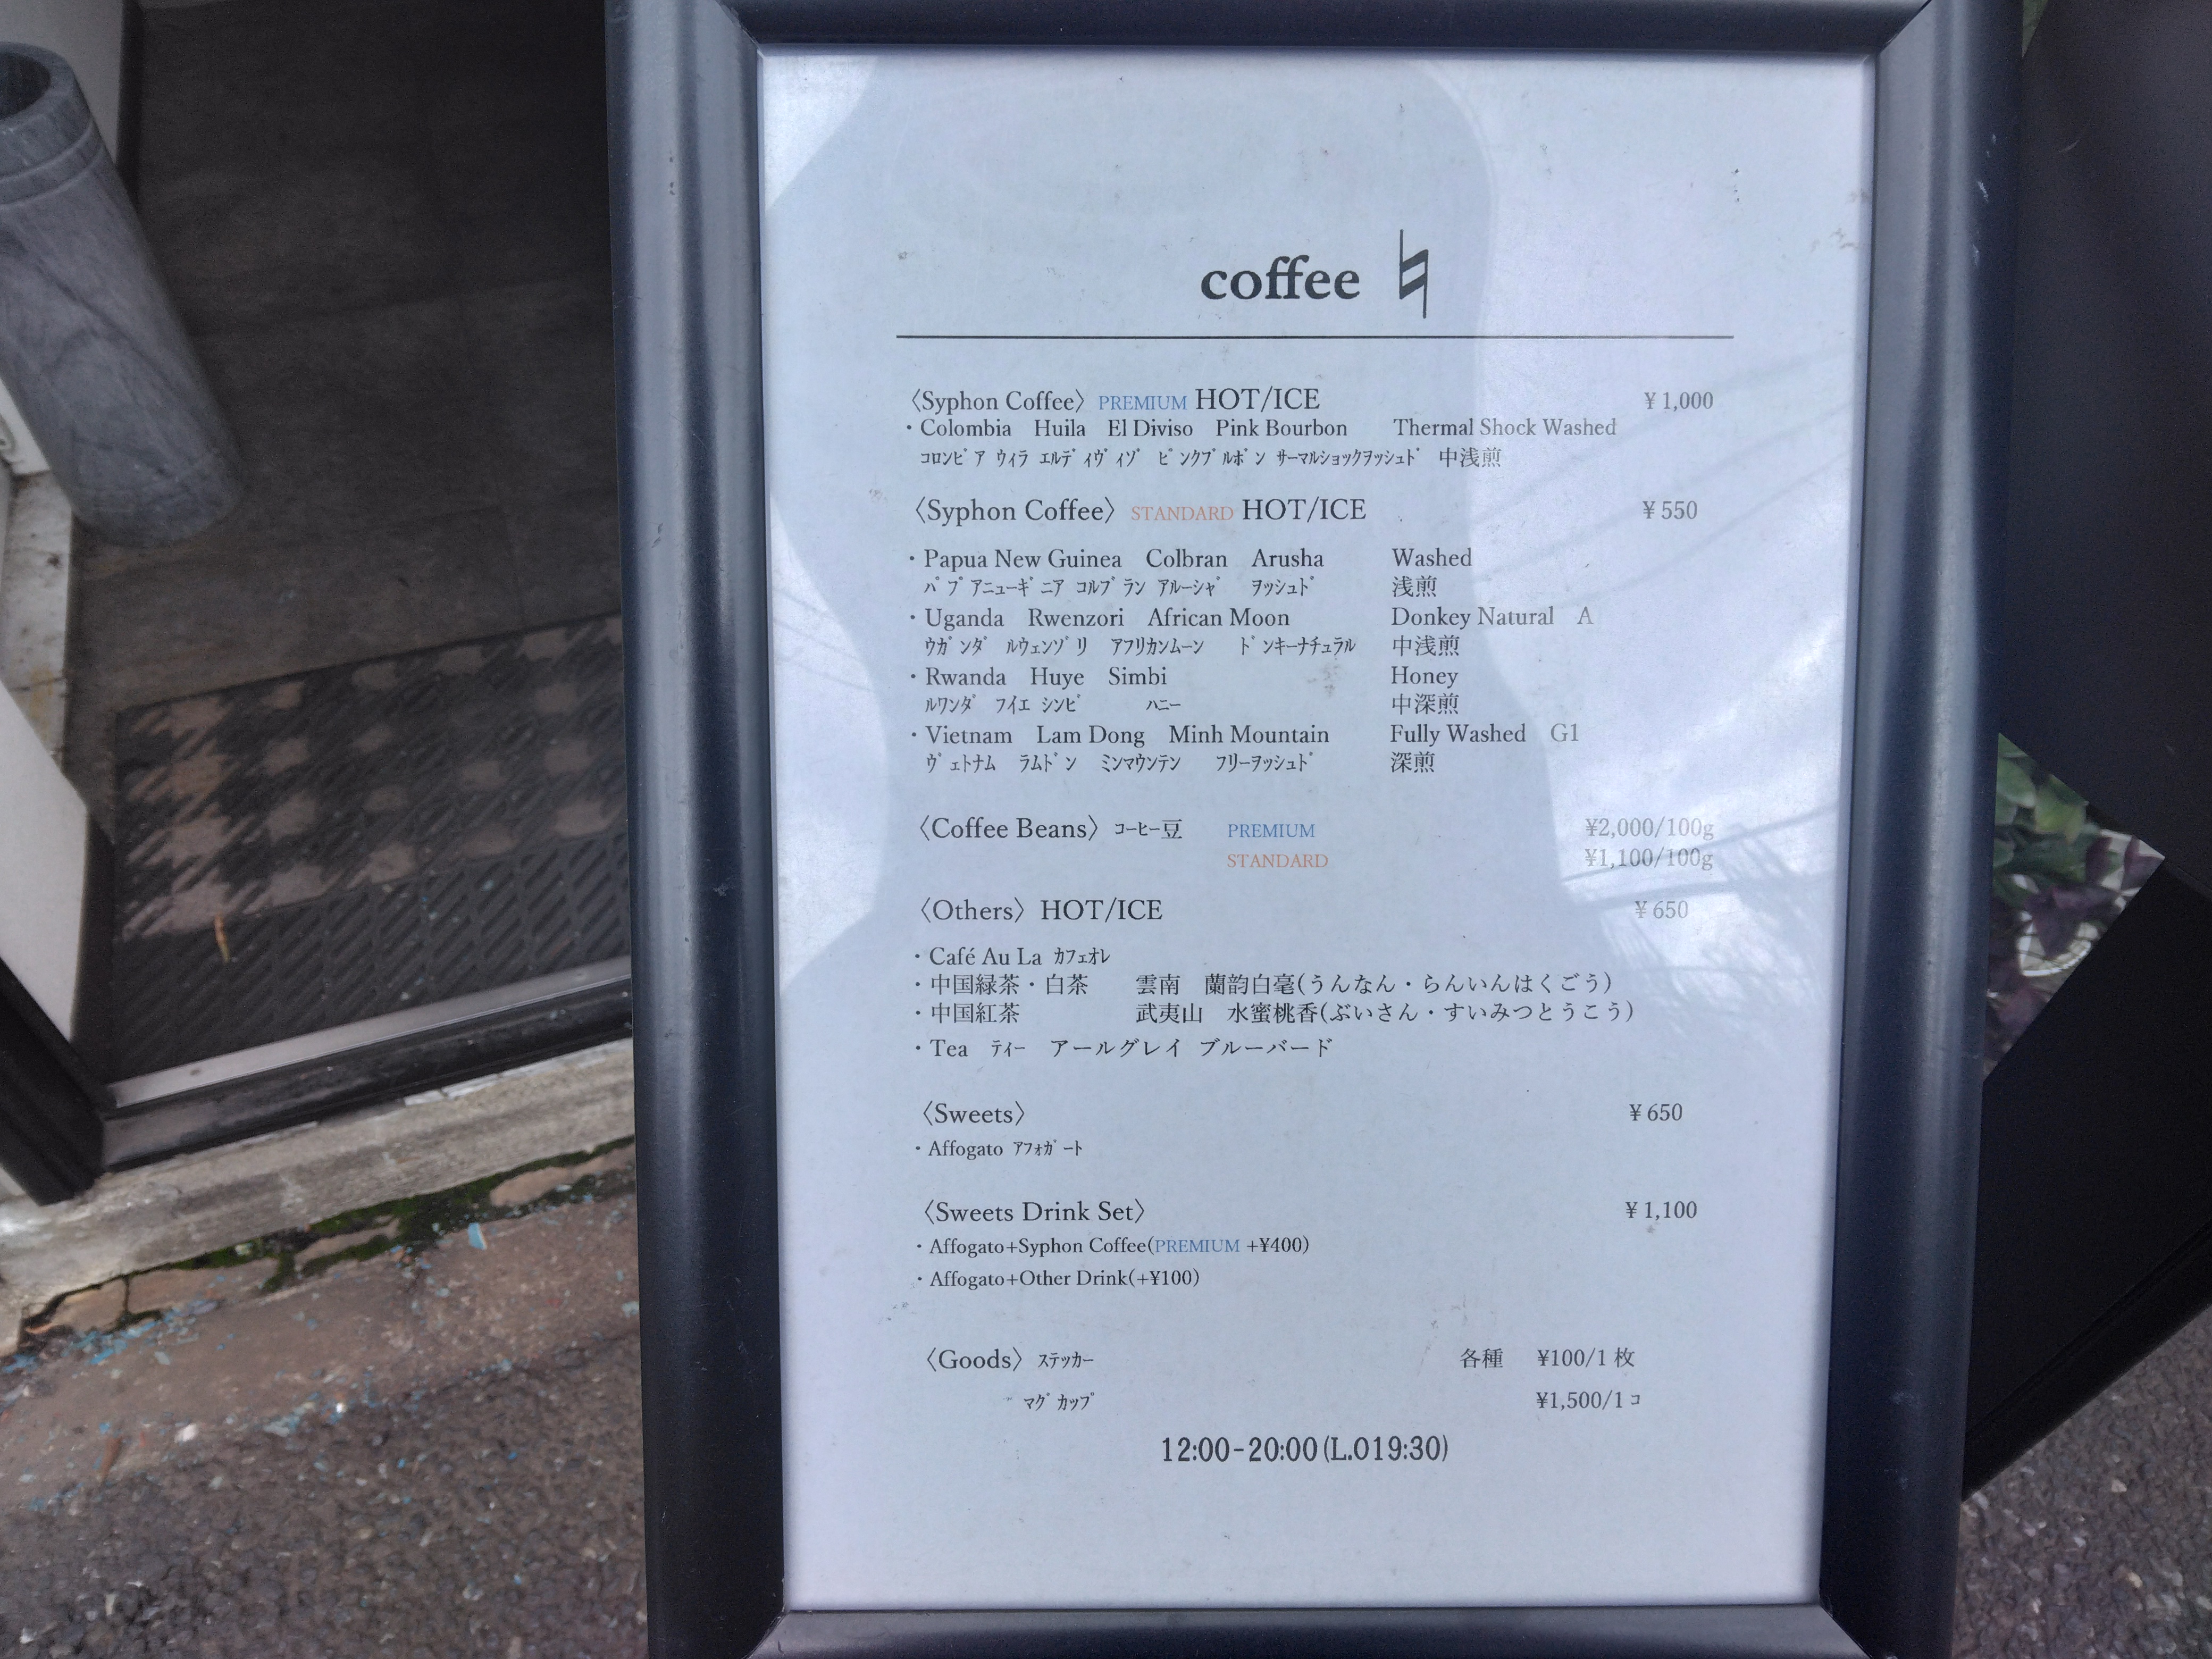 coffee ♮
〈Syphon Coffee〉 PREMIUM HOT/ICE ¥1,000
・Colombia Huila El Diviso Pink Bourbon Thermal Shock Washed
ｺﾛﾝﾋﾞｱ ｳｨﾗ ｴﾙﾃﾞｨｳﾞｨｿﾞ ﾋﾟﾝｸﾌﾞﾙﾎﾞﾝ ｻｰﾏﾙｼｮｯｸｦｯｼｭﾄﾞ 中浅煎
〈Syphon Coffee〉 STANDARD HOT/ICE ¥550
・Papua New Guinea Colbran Arusha Washed
ﾊﾟﾌﾟｱﾆｭｰｷﾞﾆｱ ｺﾙﾌﾞﾗﾝ ｱﾙｰｼｬﾞ ｦｯｼｭﾄﾞ 浅煎
・Uganda Rwenzori African Moon Donkey Natural A
ｳｶﾞﾝﾀﾞ ﾙｳｪﾝｿﾞﾘ ｱﾌﾘｶﾝﾑｰﾝ ﾄﾞﾝｷｰﾅﾁｭﾗﾙ 中浅煎
・Rwanda Huye Simbi Honey
ﾙﾜﾝﾀﾞ ﾌｲｴ ｼﾝﾋﾞ ﾊﾆｰ 中深煎
・Vietnam Lam Dong Minh Mountain Fully Washed G1
ｳﾞｪﾄﾅﾑ ﾗﾑﾄﾞﾝ ﾐﾝﾏｳﾝﾃﾝ ﾌﾘｰｦｯｼｭﾄﾞ 深煎
〈Coffee Beans〉 ｺｰﾋｰ豆 PREMIUM ¥2,000/100g
STANDARD ¥1,100/100g
〈Others〉 HOT/ICE ¥650
・Café Au La ｶﾌｪｵﾚ
・中国緑茶・白茶 雲南 蘭韵白毫(うんなん・らんいんはくごう)
・中国紅茶 武夷山 水蜜桃香(ぶいさん・すいみつとうこう)
・Tea ﾃｨｰ アールグレイ ブルーバード
〈Sweets〉 ¥650
・Affogato ｱﾌｫｶﾞｰﾄ
〈Sweets Drink Set〉 ¥1,100
・Affogato+Syphon Coffee(PREMIUM +¥400)
・Affogato+Other Drink(+¥100)
〈Goods〉 ｽﾃｯｶｰ 各種 ¥100/1 枚
ﾏｸﾞｶｯﾌﾟ ¥1,500/1 ｺ
12:00-20:00(L.O19:30)